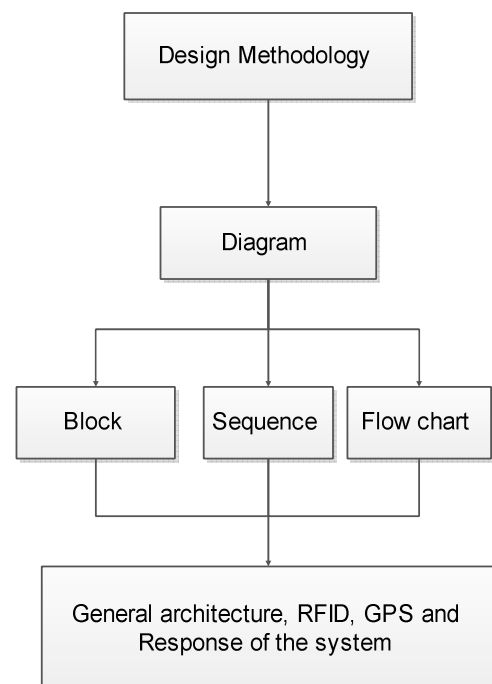 Design Methodology
Diagram
Block
Sequence
Flow chart
General architecture, RFID, GPS and
Response of the system